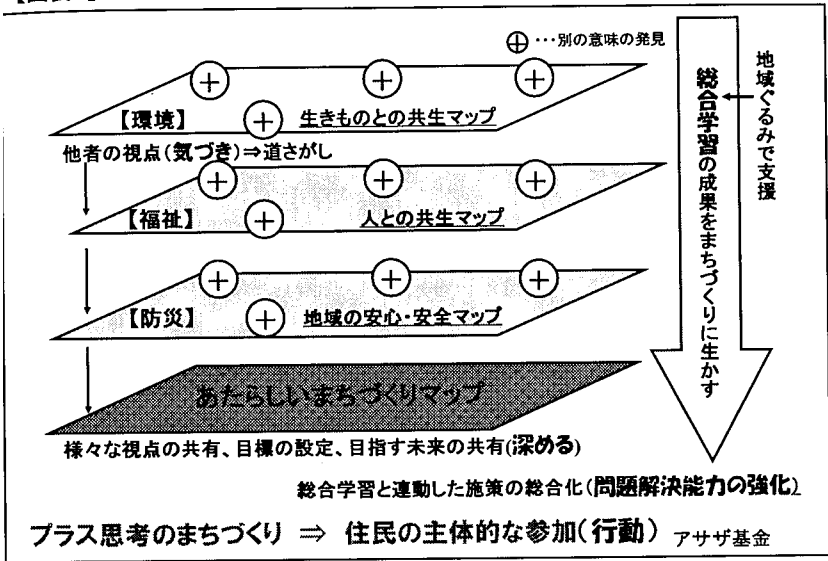 ⊕・・・別の意味の発見
【環境】 生きものとの共生マップ
他者の視点(気づき)⇒道さがし
【福祉】 人との共生マップ
【防災】 地域の安心・安全マップ
あたらしいまちづくりマップ
様々な視点の共有、目標の設定、目指す未来の共有(深める)
総合学習の成果をまちづくりに生かす
地域ぐるみで支援
総合学習と連動した施策の総合化(問題解決能力の強化)
プラス思考のまちづくり ⇒ 住民の主体的な参加(行動) アサザ基金